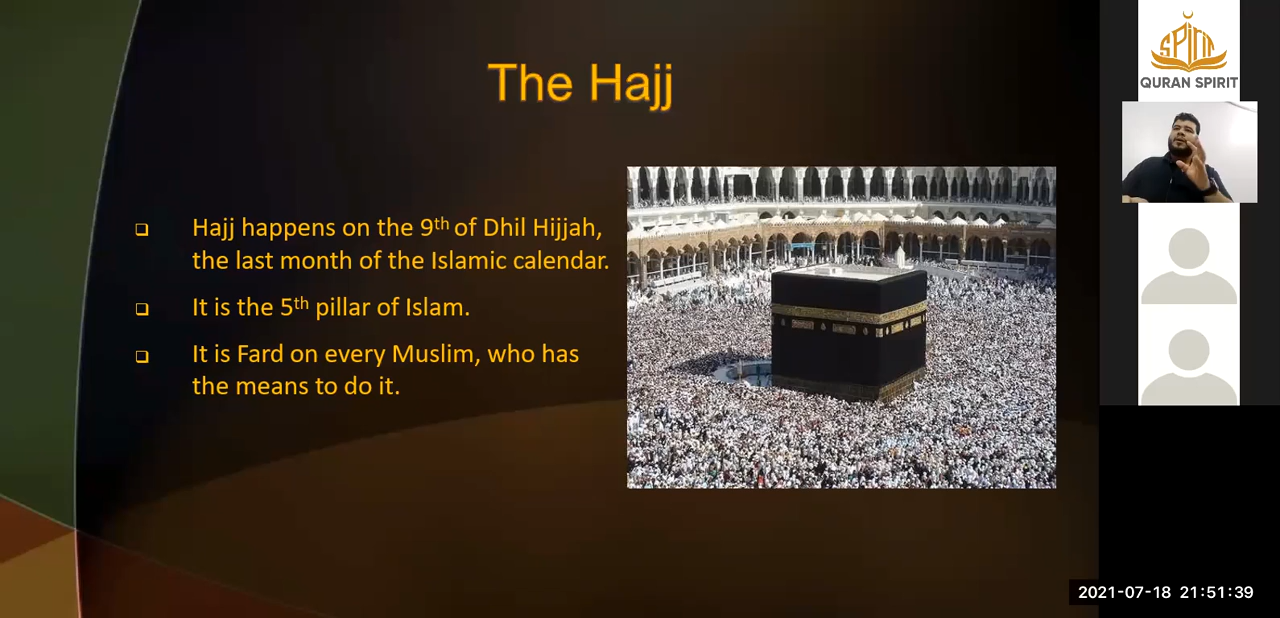 The Hajj
Hajj happens on the 9th of Dhil Hijjah,
the last month of the Islamic calendar.
It is the 5th pillar of Islam.
It is Fard on every Muslim, who has
the means to do it.
SPIRIT
QURAN SPIRIT
2021-07-18 21:51:39